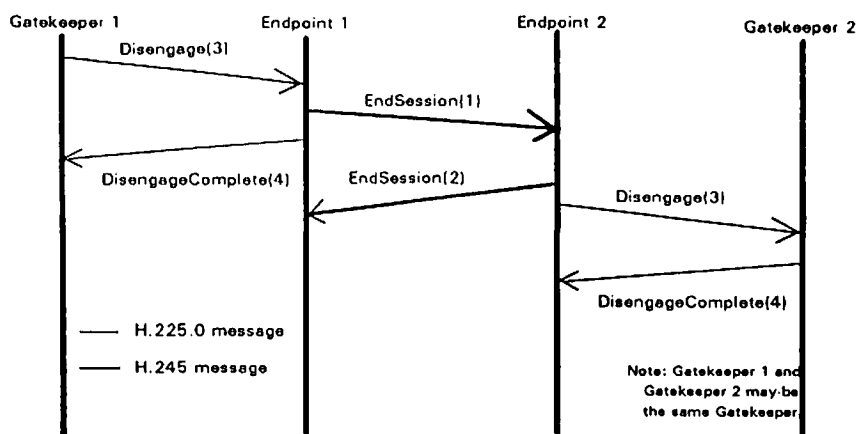 Gatekeeper 1
Endpoint 1
Endpoint 2
Gatekeeper 2
Disengage(3)
EndSession(1)
DisengageComplete(4)
EndSession(2)
Disengage(3)
DisengageComplete(4)
H.225.0 message
H.245 message
Note: Gatekeeper 1 and
Gatekeeper 2 may be
the same Gatekeeper